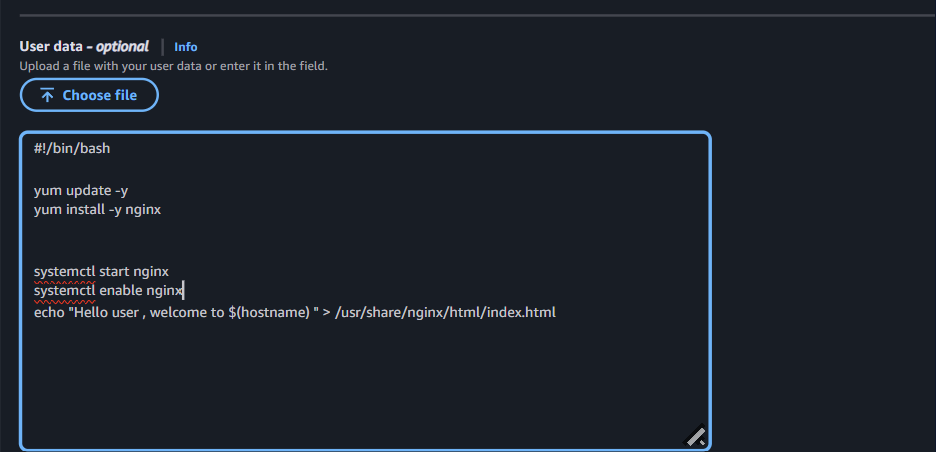 User data - optional | Info
Upload a file with your user data or enter it in the field.
Choose file
#!/bin/bash
yum update -y
yum install -y nginx
systemctl start nginx
systemctl enable nginx
echo "Hello user , welcome to $(hostname) " > /usr/share/nginx/html/index.html